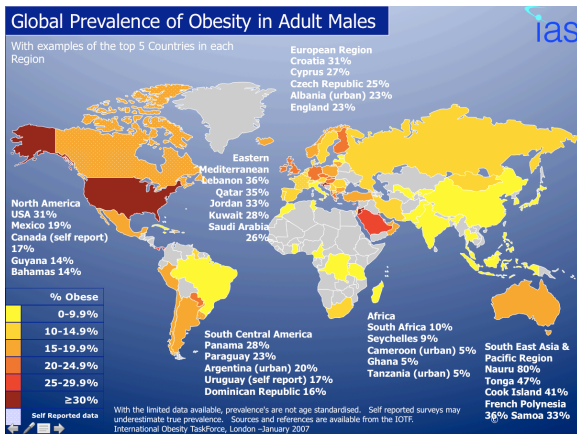 Global Prevalence of Obesity in Adult Males
ias
With examples of the top 5 Countries in each
Region
European Region
Croatia 31%
Cyprus 27%
Czech Republic 25%
Albania (urban) 23%
England 23%
Eastern
Mediterranean
Lebanon 36%
Qatar 35%
Jordan 33%
Kuwait 28%
Saudi Arabia
26%
North America
USA 31%
Mexico 19%
Canada (self report)
17%
Guyana 14%
Bahamas 14%
% Obese
0-9.9%
10-14.9%
15-19.9%
20-24.9%
25-29.9%
≥30%
Self Reported data
South Central America
Panama 28%
Paraguay 23%
Argentina (urban) 20%
Uruguay (self report) 17%
Dominican Republic 16%
Africa
South Africa 10%
Seychelles 9%
Cameroon (urban) 5%
Ghana 5%
Tanzania (urban) 5%
South East Asia &
Pacific Region
Nauru 80%
Tonga 47%
Cook Island 41%
French Polynesia
36% Samoa 33%
©
With the limited data available, prevalence's are not age standardised. Self reported surveys may
underestimate true prevalence. Sources and references are available from the IOTF.
International Obesity TaskForce, London –January 2007